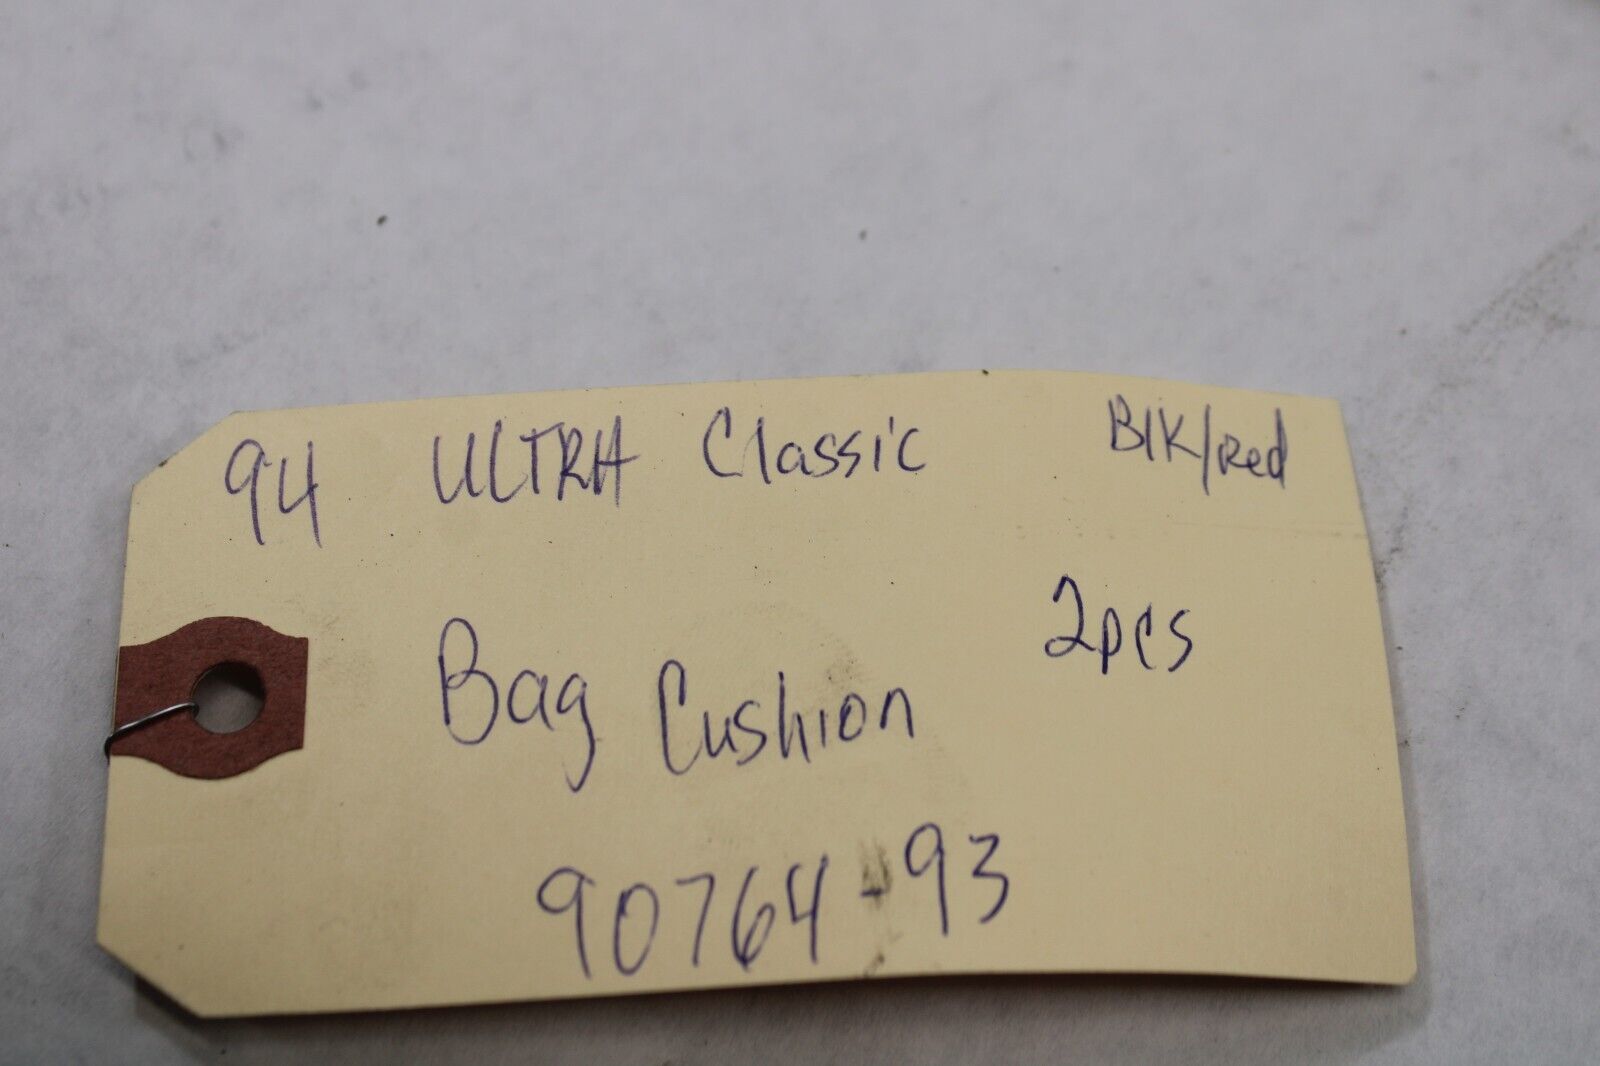 94 ULTRA Classic Blk/Red
Bag Cushion 2pcs
90764-93